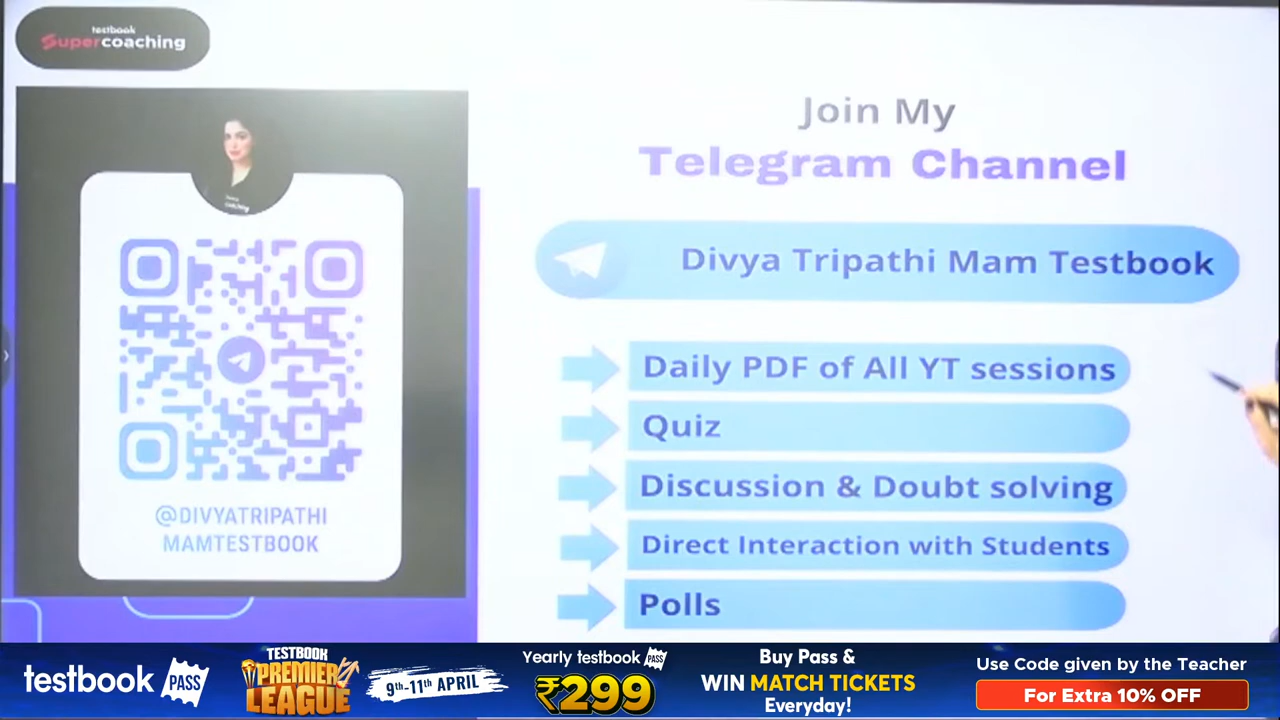 testbook
Supercoaching
Join My
Telegram Channel
Divya Tripathi Mam Testbook
Daily PDF of All YT sessions
Quiz
Discussion & Doubt solving
Direct Interaction with Students
Polls
@DIVYATRIPATHI
MAMTESTBOOK
testbook PASS
TESTBOOK
PREMIER
LEAGUE
9th-11th APRIL
Yearly testbook PASS
₹299
Buy Pass &
WIN MATCH TICKETS
Everyday!
Use Code given by the Teacher
For Extra 10% OFF